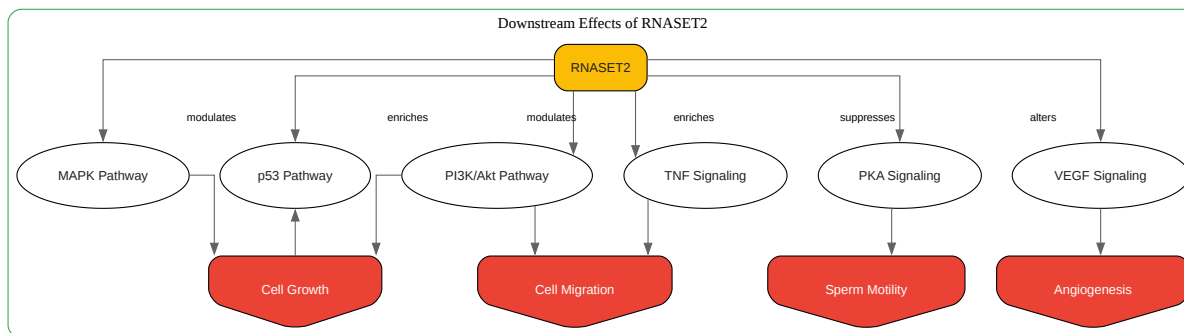 Downstream Effects of RNASET2
RNASET2
modulates
enriches
modulates
enriches
suppresses
alters
MAPK Pathway
p53 Pathway
PI3K/Akt Pathway
TNF Signaling
PKA Signaling
VEGF Signaling
Cell Growth
Cell Migration
Sperm Motility
Angiogenesis